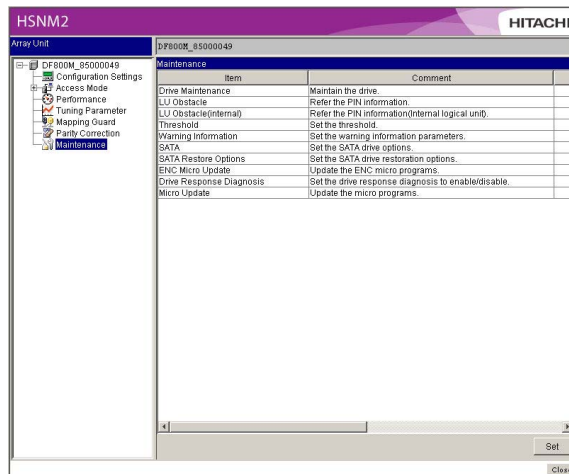 HSNM2
HITACHI
Array Unit
DF800M_85000049
DF800M_85000049
Configuration Settings
Access Mode
Performance
Tuning Parameter
Mapping Guard
Parity Correction
Maintenance
Maintenance
Item Comment
Drive Maintenance Maintain the drive.
LU Obstacle Refer the PIN information.
LU Obstacle(internal) Refer the PIN information(Internal logical unit).
Threshold Set the threshold.
Warning Information Set the warning information parameters.
SATA Set the SATA drive options.
SATA Restore Options Set the SATA drive restoration options.
ENC Micro Update Update the ENC micro programs.
Drive Response Diagnosis Set the drive response diagnosis to enable/disable.
Micro Update Update the micro programs.
Set
Close